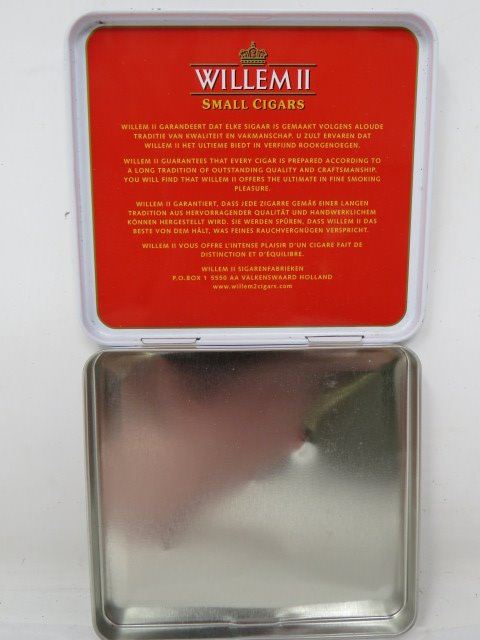 WILLEM II
SMALL CIGARS
WILLEM II GARANDEERT DAT ELKE SIGAAR IS GEMAAKT VOLGENS ALOUDE
TRADITIE VAN KWALITEIT EN VAKMANSCHAP. U ZULT ERVAREN DAT
WILLEM II HET ULTIEME BIEDT IN VERFIJND ROOKGENOEGEN.
WILLEM II GUARANTEES THAT EVERY CIGAR IS PREPARED ACCORDING TO
A LONG TRADITION OF OUTSTANDING QUALITY AND CRAFTSMANSHIP.
YOU WILL FIND THAT WILLEM II OFFERS THE ULTIMATE IN FINE SMOKING
PLEASURE.
WILLEM II GARANTIERT, DASS JEDE ZIGARRE GEMÄß EINER LANGEN
TRADITION AUS HERVORRAGENDER QUALITÄT UND HANDWERKLICHEM
KÖNNEN HERGESTELLT WIRD. SIE WERDEN SPÜREN, DASS WILLEM II DAS
BESTE VON DEM HÄLT, WAS FEINES RAUCHVERGNÜGEN VERSPRICHT.
WILLEM II VOUS OFFRE L'INTENSE PLAISIR D'UN CIGARE FAIT DE
DISTINCTION ET D'ÉQUILIBRE.
WILLEM II SIGARENFABRIEKEN
P.O.BOX 1 5550 AA VALKENSWAARD HOLLAND
www.willem2cigars.com